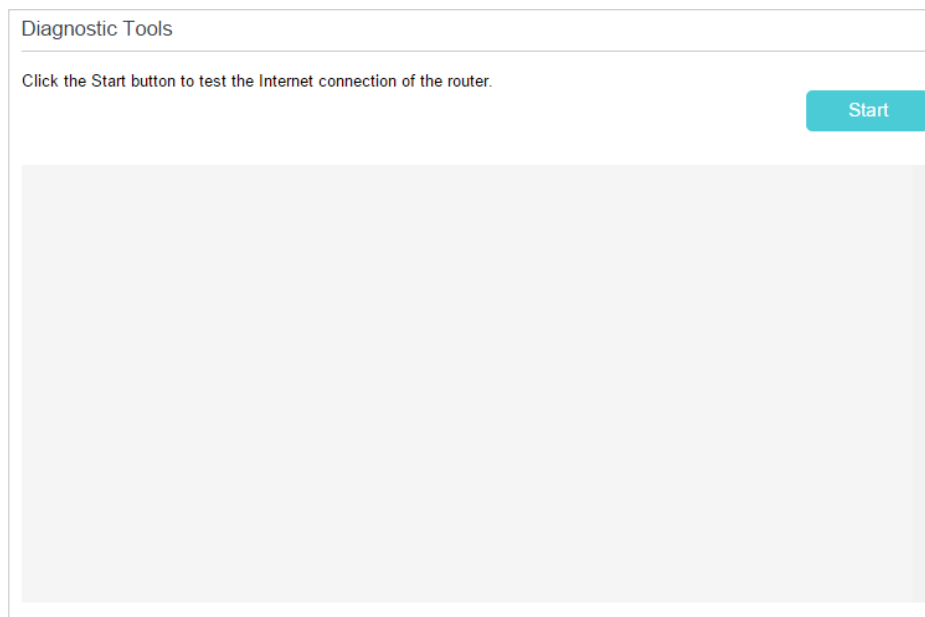 Diagnostic Tools
Click the Start button to test the Internet connection of the router.
Start